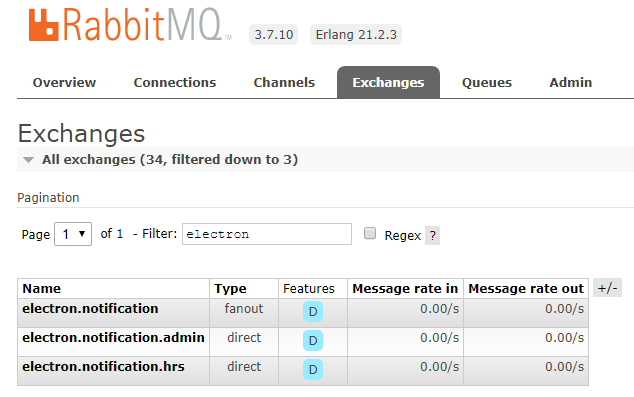 RabbitMQ TM 3.7.10 Erlang 21.2.3
Overview Connections Channels Exchanges Queues Admin
Exchanges
All exchanges (34, filtered down to 3)
Pagination
Page 1 of 1 - Filter: electron Regex ?
Name Type Features Message rate in Message rate out +/-
electron.notification fanout D 0.00/s 0.00/s
electron.notification.admin direct D 0.00/s 0.00/s
electron.notification.hrs direct D 0.00/s 0.00/s